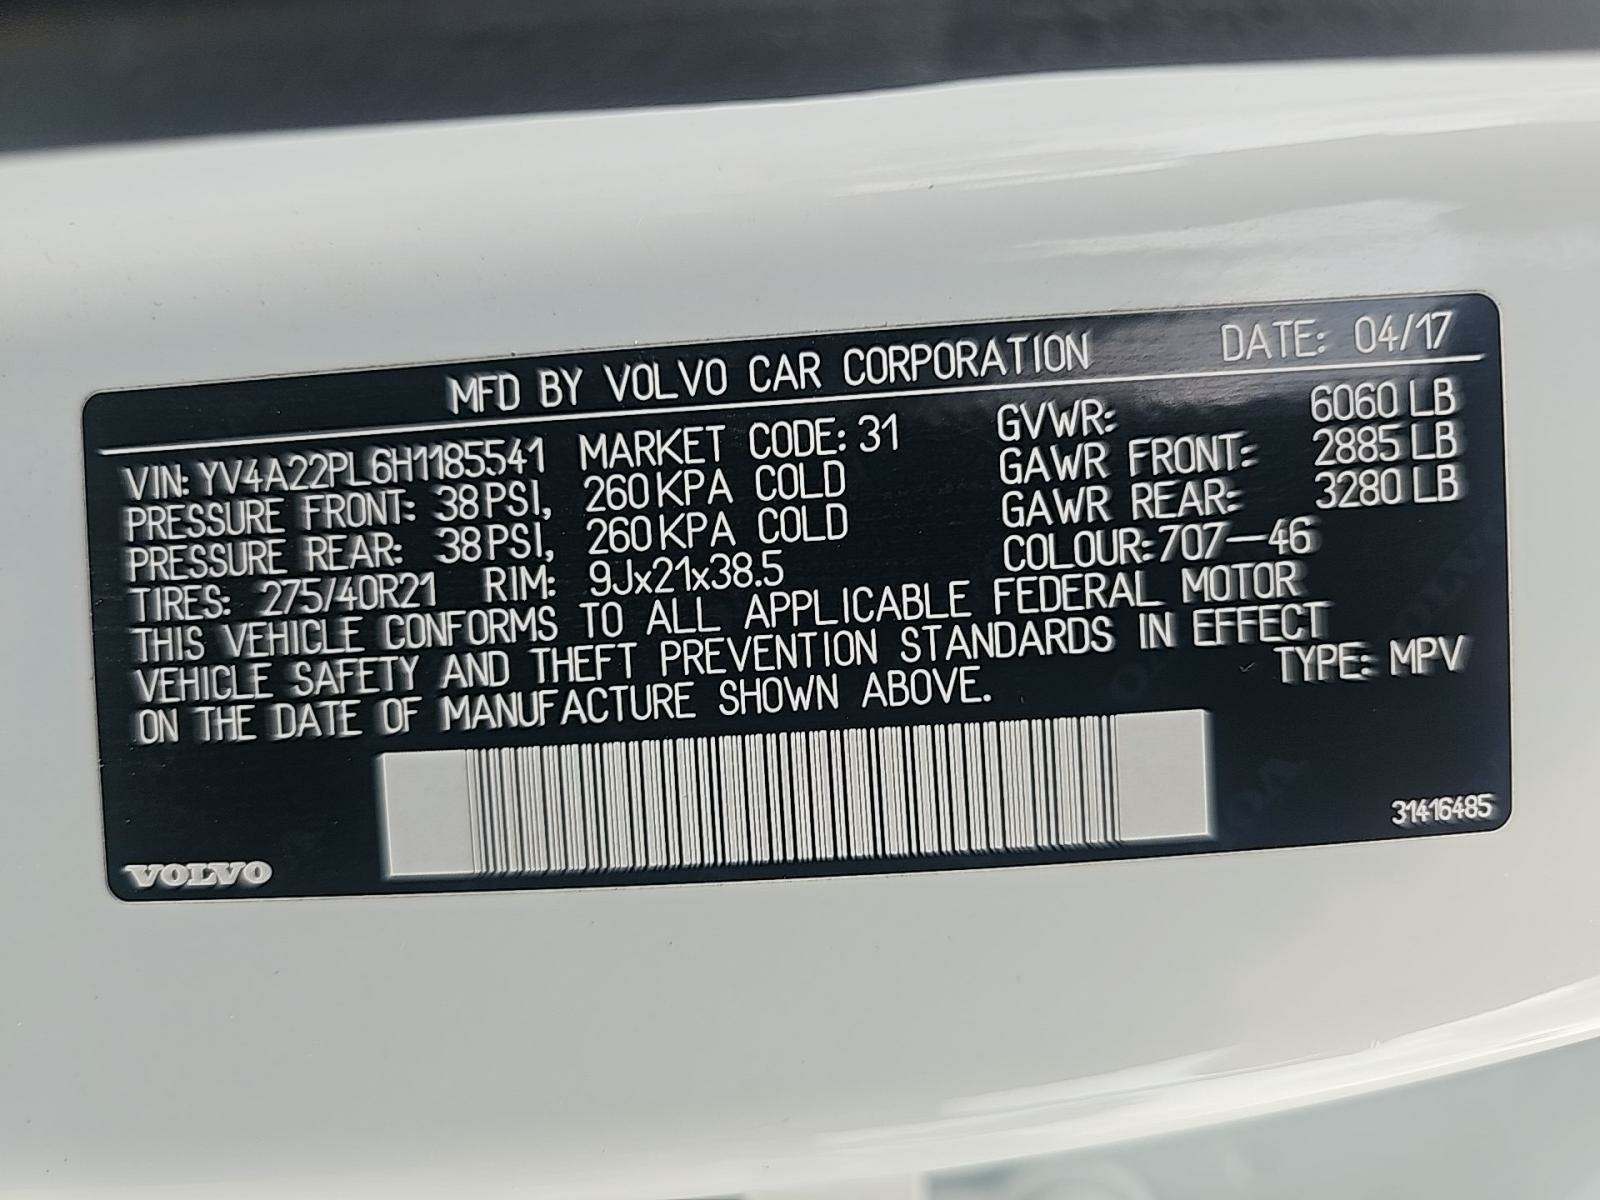 MFD BY VOLVO CAR CORPORATION DATE: 04/17
VIN: YV4A22PL6H1185541 MARKET CODE: 31 GVWR: 6060 LB
PRESSURE FRONT: 38 PSI, 260 KPA COLD GAWR FRONT: 2885 LB
PRESSURE REAR: 38 PSI, 260 KPA COLD GAWR REAR: 3280 LB
TIRES: 275/40R21 RIM: 9Jx21x38.5 COLOUR: 707-46
THIS VEHICLE CONFORMS TO ALL APPLICABLE FEDERAL MOTOR
VEHICLE SAFETY AND THEFT PREVENTION STANDARDS IN EFFECT
ON THE DATE OF MANUFACTURE SHOWN ABOVE. TYPE: MPV
31416485
VOLVO